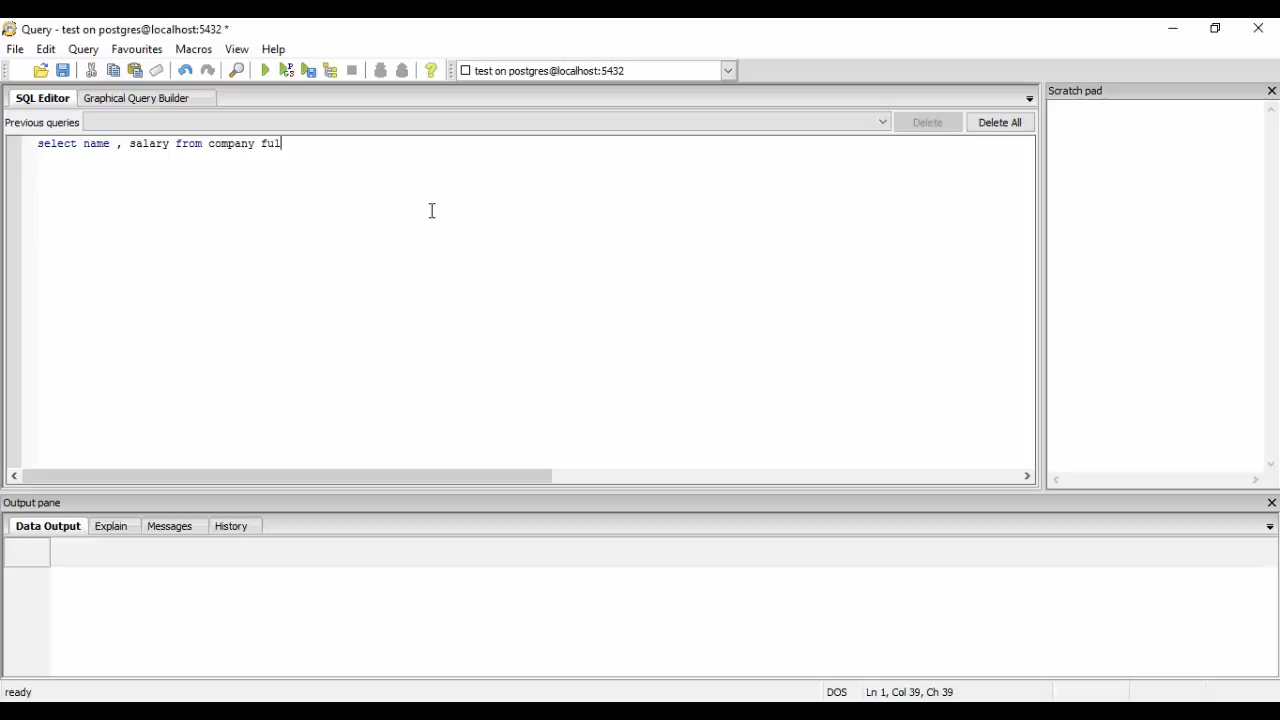 Query - test on postgres@localhost:5432 *
File Edit Query Favourites Macros View Help
test on postgres@localhost:5432
Scratch pad
SQL Editor Graphical Query Builder
Previous queries Delete Delete All
select name , salary from company ful
Output pane
Data Output Explain Messages History
ready DOS Ln 1, Col 39, Ch 39